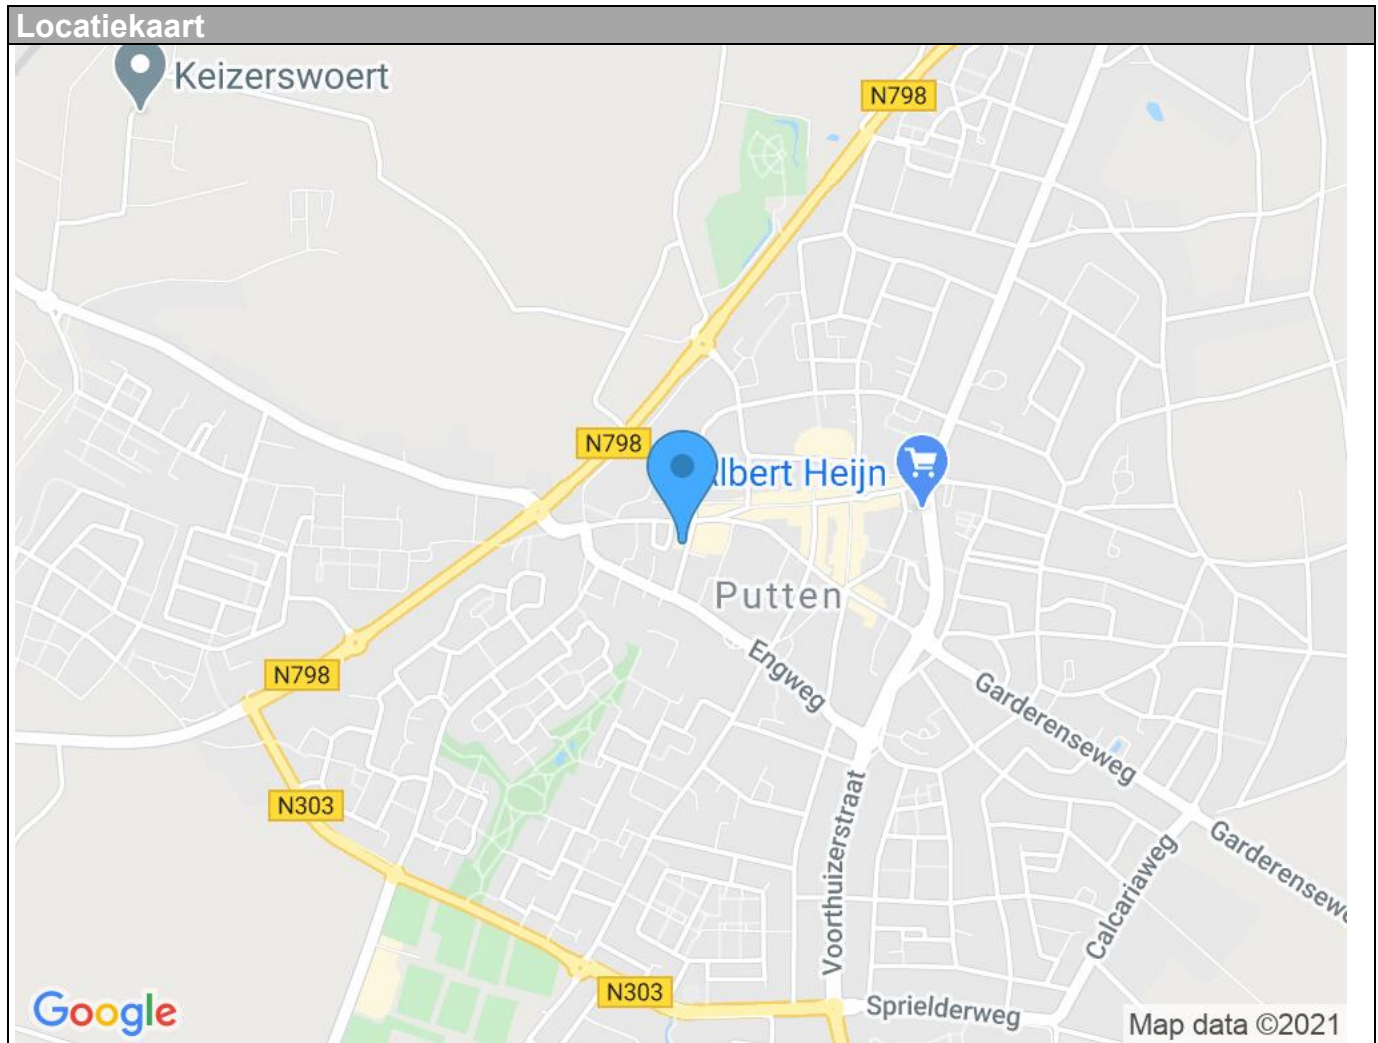 Locatiekaart
Keizerswoert
N798
N798
lbert Heijn
Putten
Engweg
N798
Garderenseweg
N303
Voorthuizerstraat
Calcariaweg
Garderensew
N303
Sprielderweg
Google
Map data ©2021